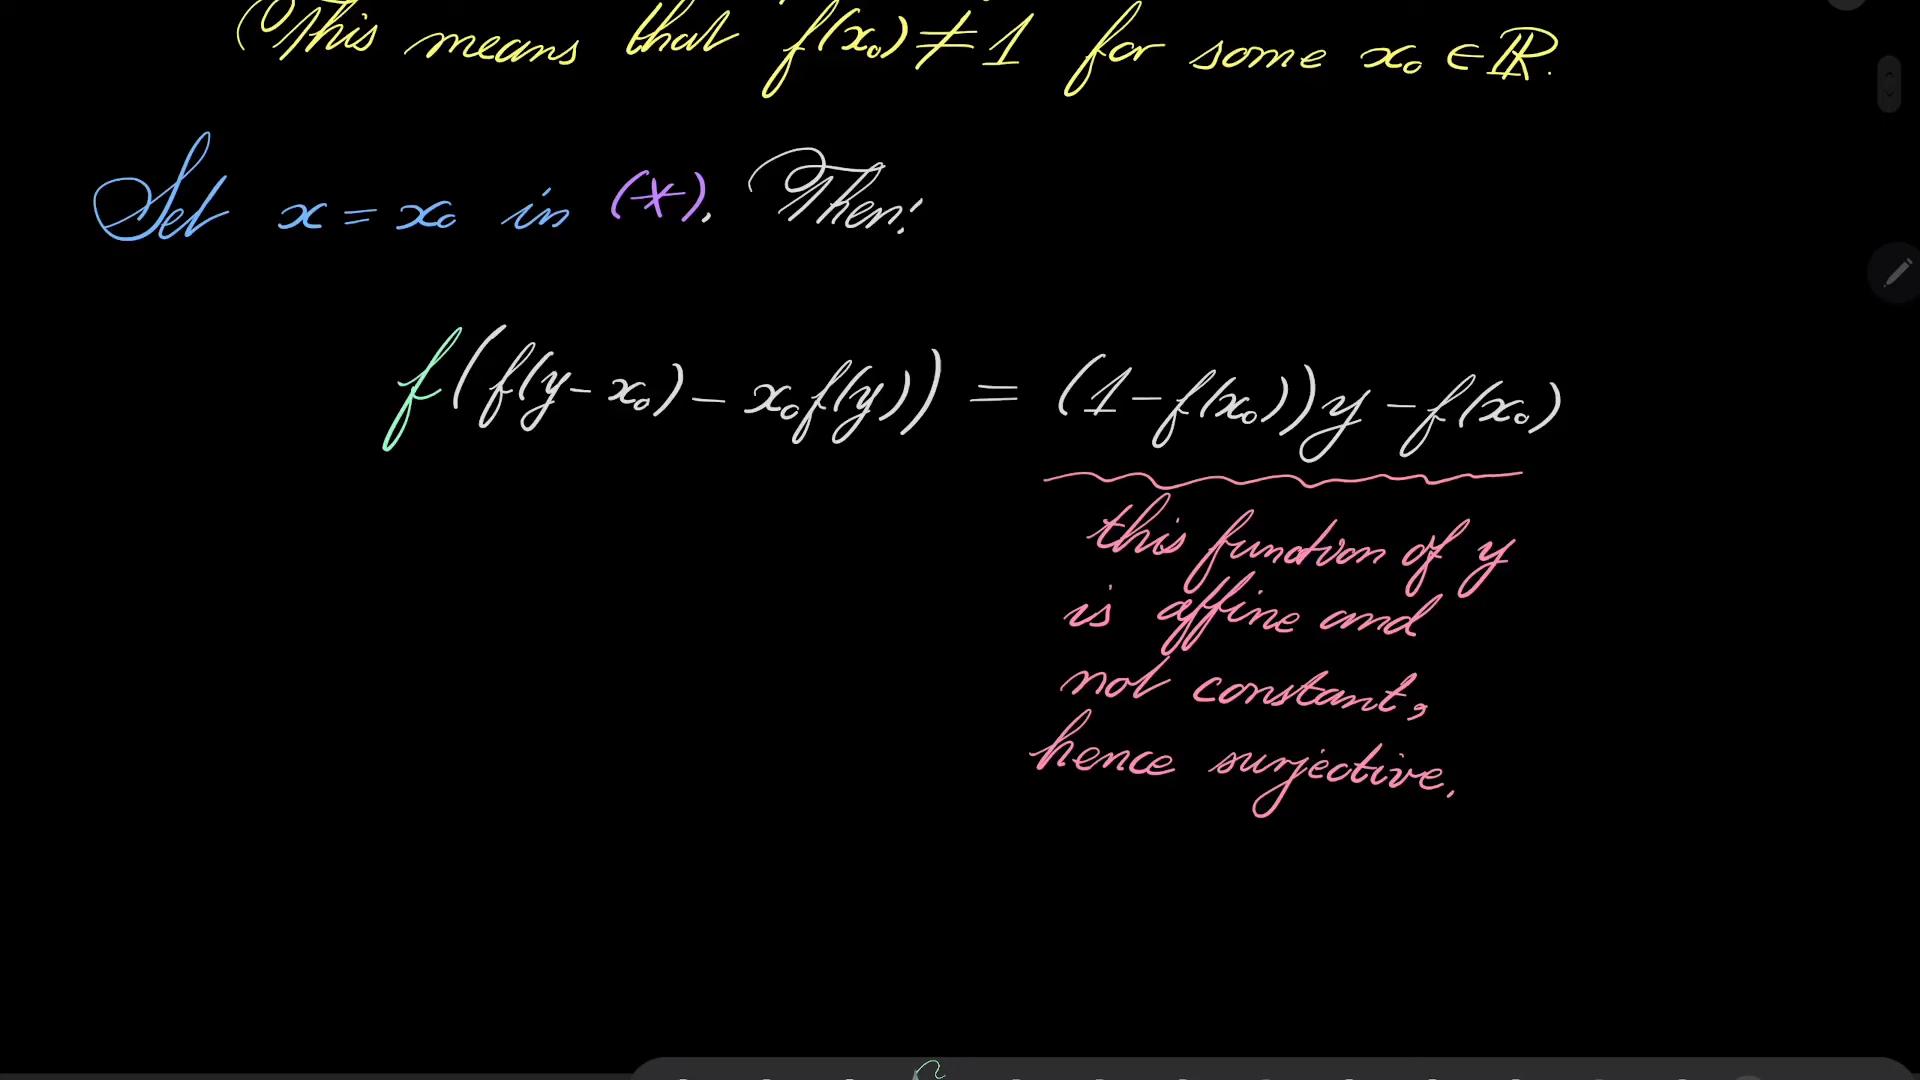 This means that f(x₀) ≠ 1 for some x₀ ∈ ℝ.
Set x = x₀ in (*). Then:
f(f(y - x₀) - x₀f(y)) = (1 - f(x₀))y - f(x₀)
this function of y
is affine and
not constant,
hence surjective.